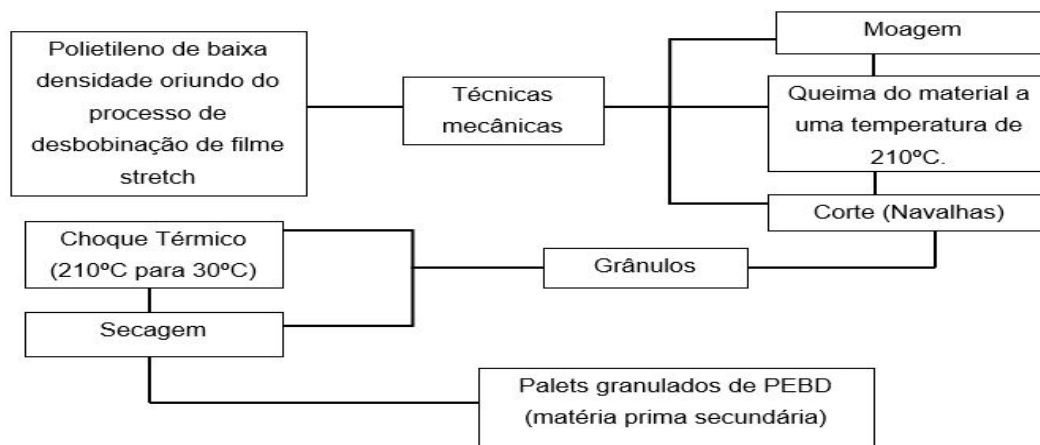 Polietileno de baixa
densidade oriundo do
processo de
desbobinação de filme
stretch
Técnicas
mecânicas
Moagem
Queima do material a
uma temperatura de
210ºC.
Corte (Navalhas)
Grânulos
Choque Térmico
(210ºC para 30ºC)
Secagem
Palets granulados de PEBD
(matéria prima secundária)